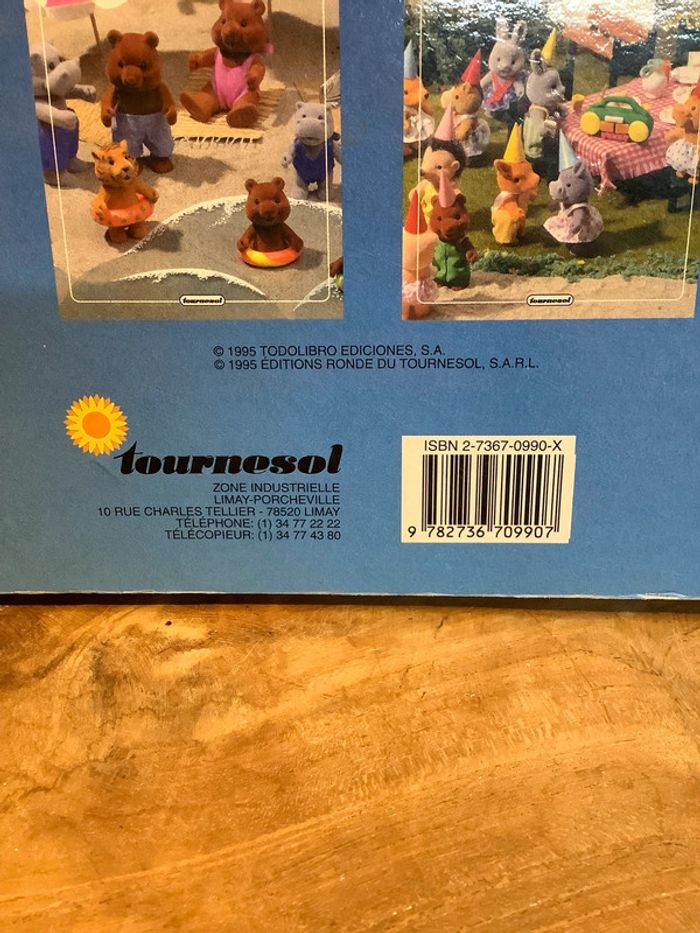 tournesol
tournesol
© 1995 TODOLIBRO EDICIONES, S.A.
© 1995 ÉDITIONS RONDE DU TOURNESOL, S.A.R.L.
tournesol
ZONE INDUSTRIELLE
LIMAY-PORCHEVILLE
10 RUE CHARLES TELLIER - 78520 LIMAY
TÉLÉPHONE: (1) 34 77 22 22
TÉLÉCOPIEUR: (1) 34 77 43 80
ISBN 2-7367-0990-X
9 782736 709907